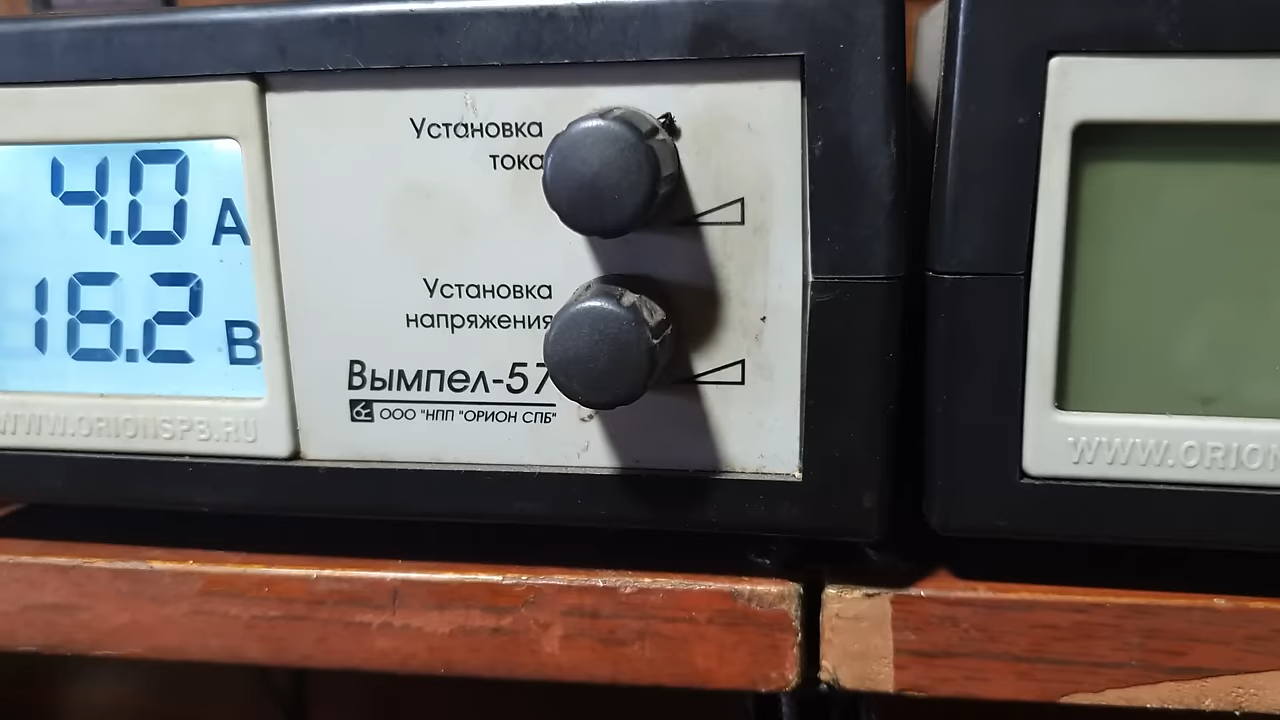 4.0 А
16.2 В
WWW.ORIONSPB.RU
Установка
тока
Установка
напряжения
Вымпел-57
ООО "НПП "ОРИОН СПБ"
WWW.ORION